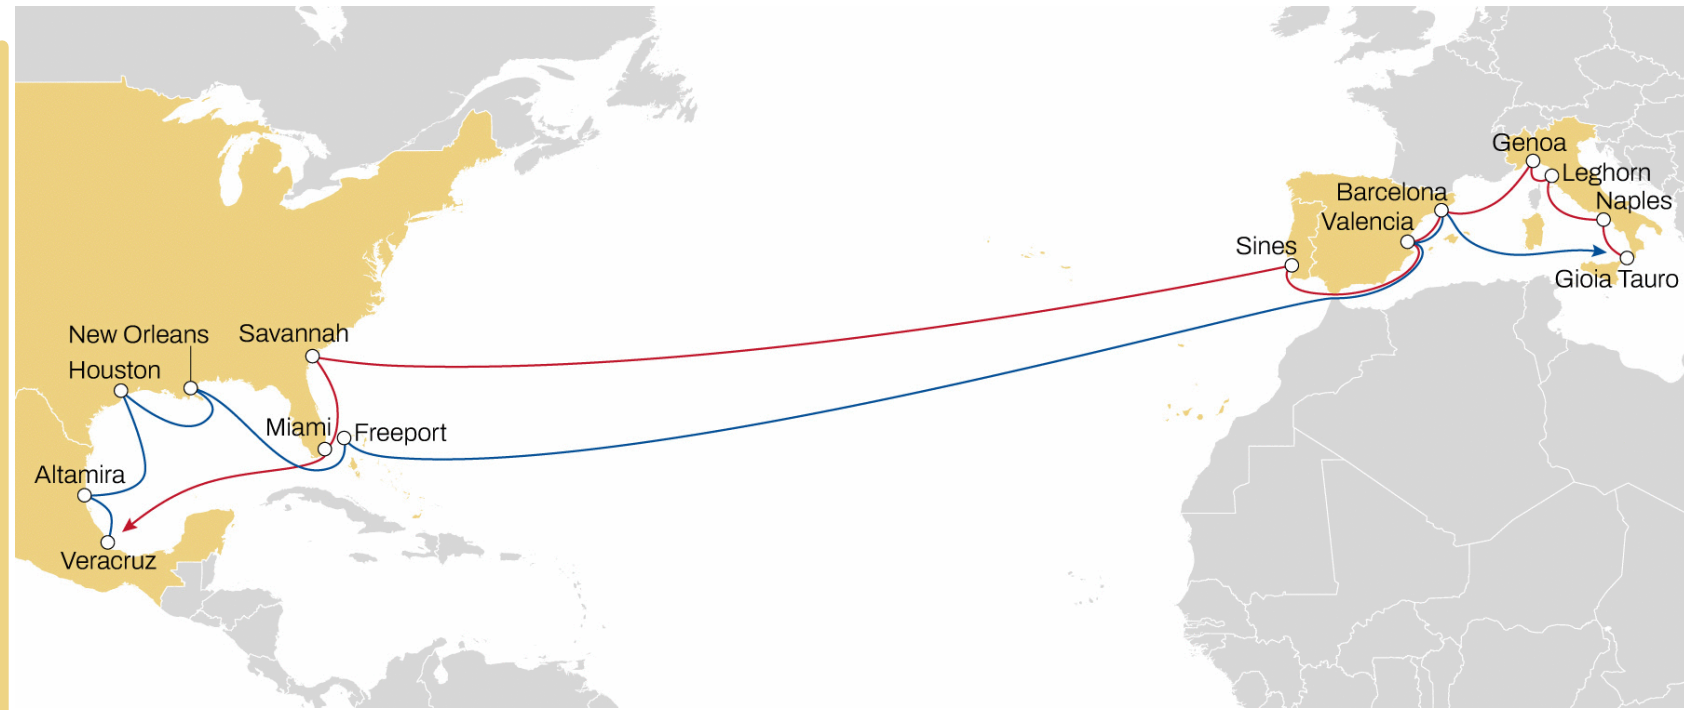 Genoa
Leghorn
Barcelona
Naples
Valencia
Sines
Gioia Tauro
New Orleans
Savannah
Houston
Miami
Freeport
Altamira
Veracruz